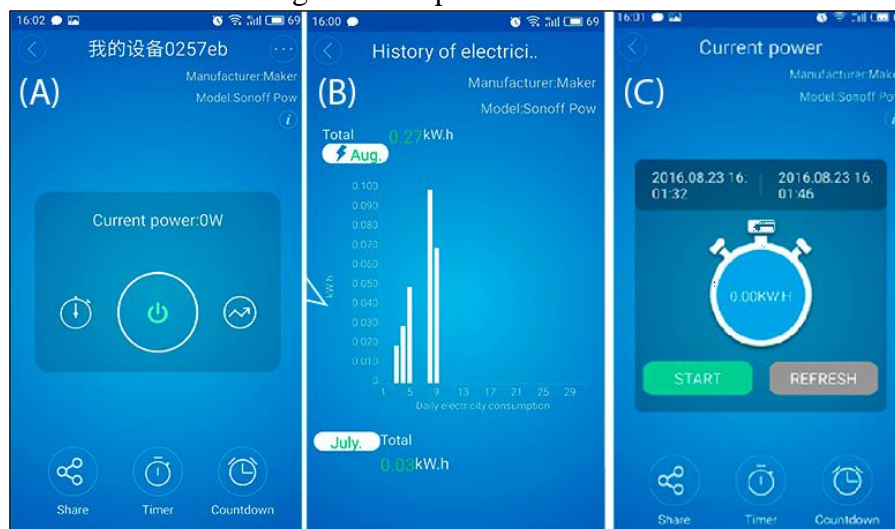 16:02
69
我的设备0257eb
Manufacturer:Maker
Model:Sonoff Pow
(A)
Current power:0W
Share
Timer
Countdown
16:00
69
History of electrici..
Manufacturer:Maker
(B)
Model:Sonoff Pow
Total 0.27kW.h
Aug.
0.100
0.090
0.080
0.070
0.060
0.050
0.040
0.030
0.020
0.010
0
kW.h
1 5 9 13 17 21 25 29
Daily electricity consumption
July. Total
0.03kW.h
16:01
69
Current power
Manufacturer:Make
(C)
Model:Sonoff Pow
2016.08.23 16:
01:32
2016.08.23 16:
01:46
0.00KW.H
START
REFRESH
Share
Timer
Countdown